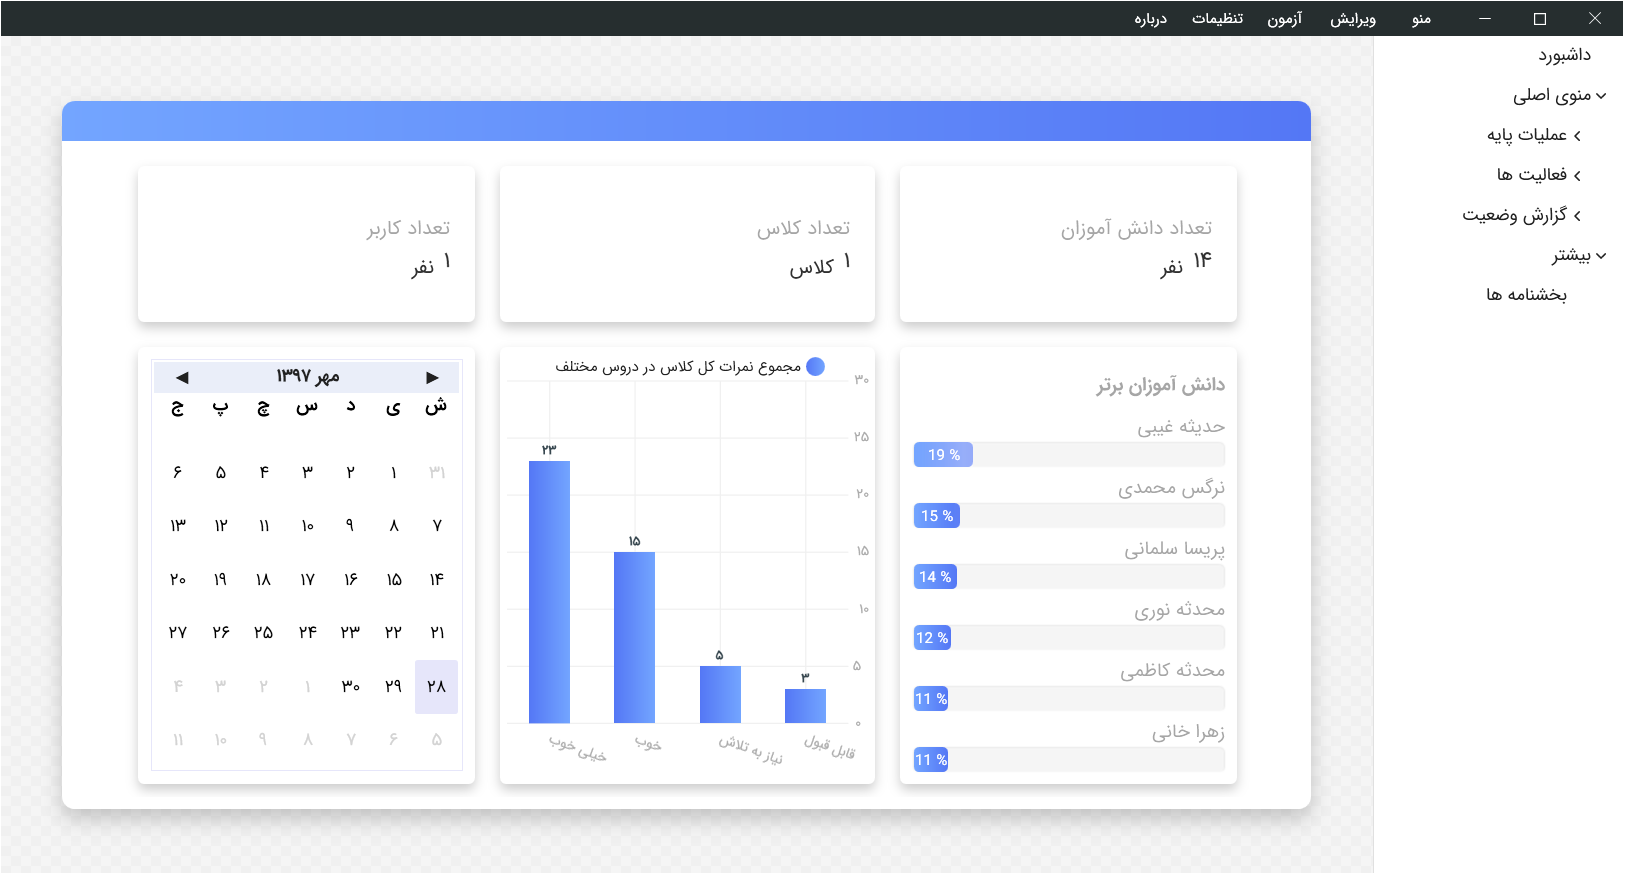 منو ویرایش آزمون تنظیمات درباره
داشبورد
منوی اصلی
عملیات پایه
فعالیت ها
گزارش وضعیت
بیشتر
بخشنامه ها
تعداد دانش آموزان
۱۴ نفر
تعداد کلاس
۱ کلاس
تعداد کاربر
۱ نفر
دانش آموزان برتر
حدیثه غیبی
19 %
نرگس محمدی
15 %
پریسا سلمانی
14 %
محدثه نوری
12 %
محدثه کاظمی
11 %
زهرا خانی
11 %
مجموع نمرات کل کلاس در دروس مختلف
۳۰
۲۵
۲۰
۱۵
۱۰
۵
۰
۲۳
۱۵
۵
۳
خیلی خوب
خوب
نیاز به تلاش
قابل قبول
مهر ۱۳۹۷
ش ی د س چ پ ج
۳۱ ۱ ۲ ۳ ۴ ۵ ۶
۷ ۸ ۹ ۱۰ ۱۱ ۱۲ ۱۳
۱۴ ۱۵ ۱۶ ۱۷ ۱۸ ۱۹ ۲۰
۲۱ ۲۲ ۲۳ ۲۴ ۲۵ ۲۶ ۲۷
۲۸ ۲۹ ۳۰ ۱ ۲ ۳ ۴
۵ ۶ ۷ ۸ ۹ ۱۰ ۱۱